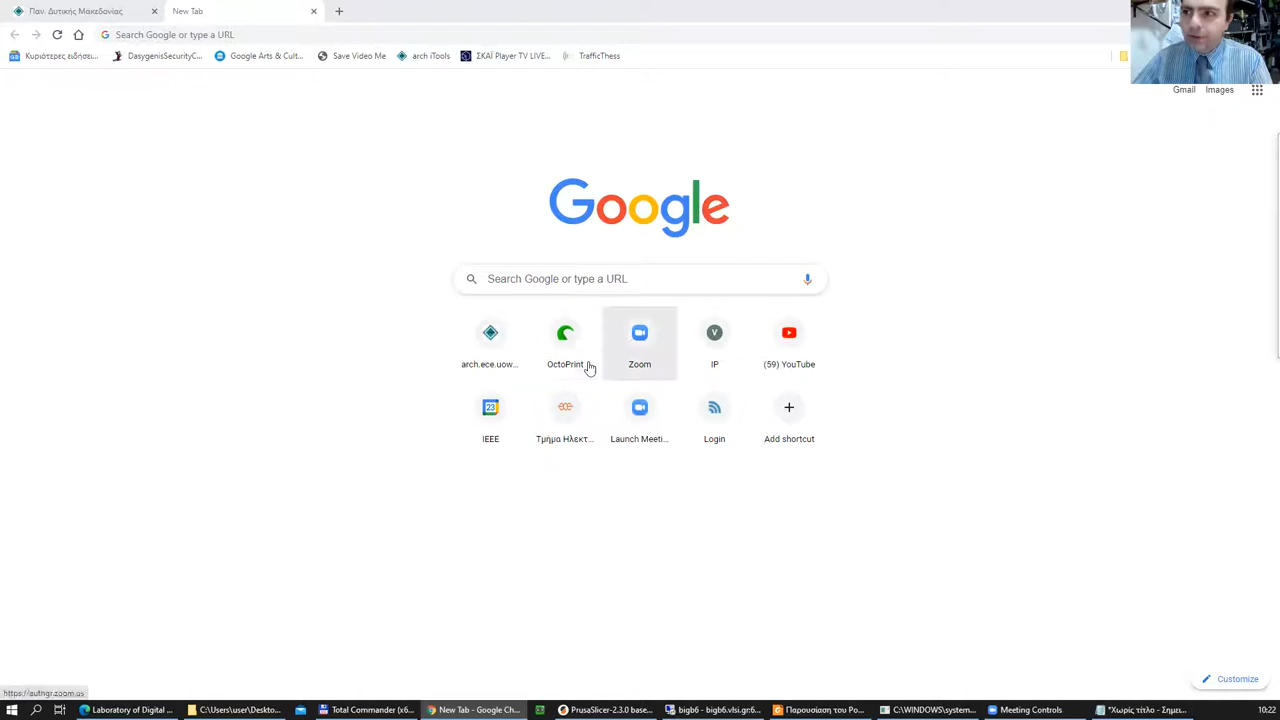 Παν. Δυτικής Μακεδονίας
New Tab
Search Google or type a URL
Κυριότερες ειδήσει...
DasygenisSecurityC...
Google Arts & Cult...
Save Video Me
arch iTools
ΣΚΑΪ Player TV LIVE...
TrafficThess
Gmail
Images
Google
Search Google or type a URL
arch.ece.uow...
OctoPrint
Zoom
IP
(59) YouTube
23
IEEE
Τμήμα Ηλεκτ...
Launch Meeti...
Login
Add shortcut
V
Customize
https://authgr.zoom.us
Laboratory of Digital ...
C:\Users\user\Deskto...
Total Commander (x6...
New Tab - Google Ch...
PrusaSlicer-2.3.0 base...
bigb6 - bigb6.vlsi.gr:6...
Παρουσίαση του Po...
C:\WINDOWS\system...
Meeting Controls
*Χωρίς τίτλο - Σημει...
10:22